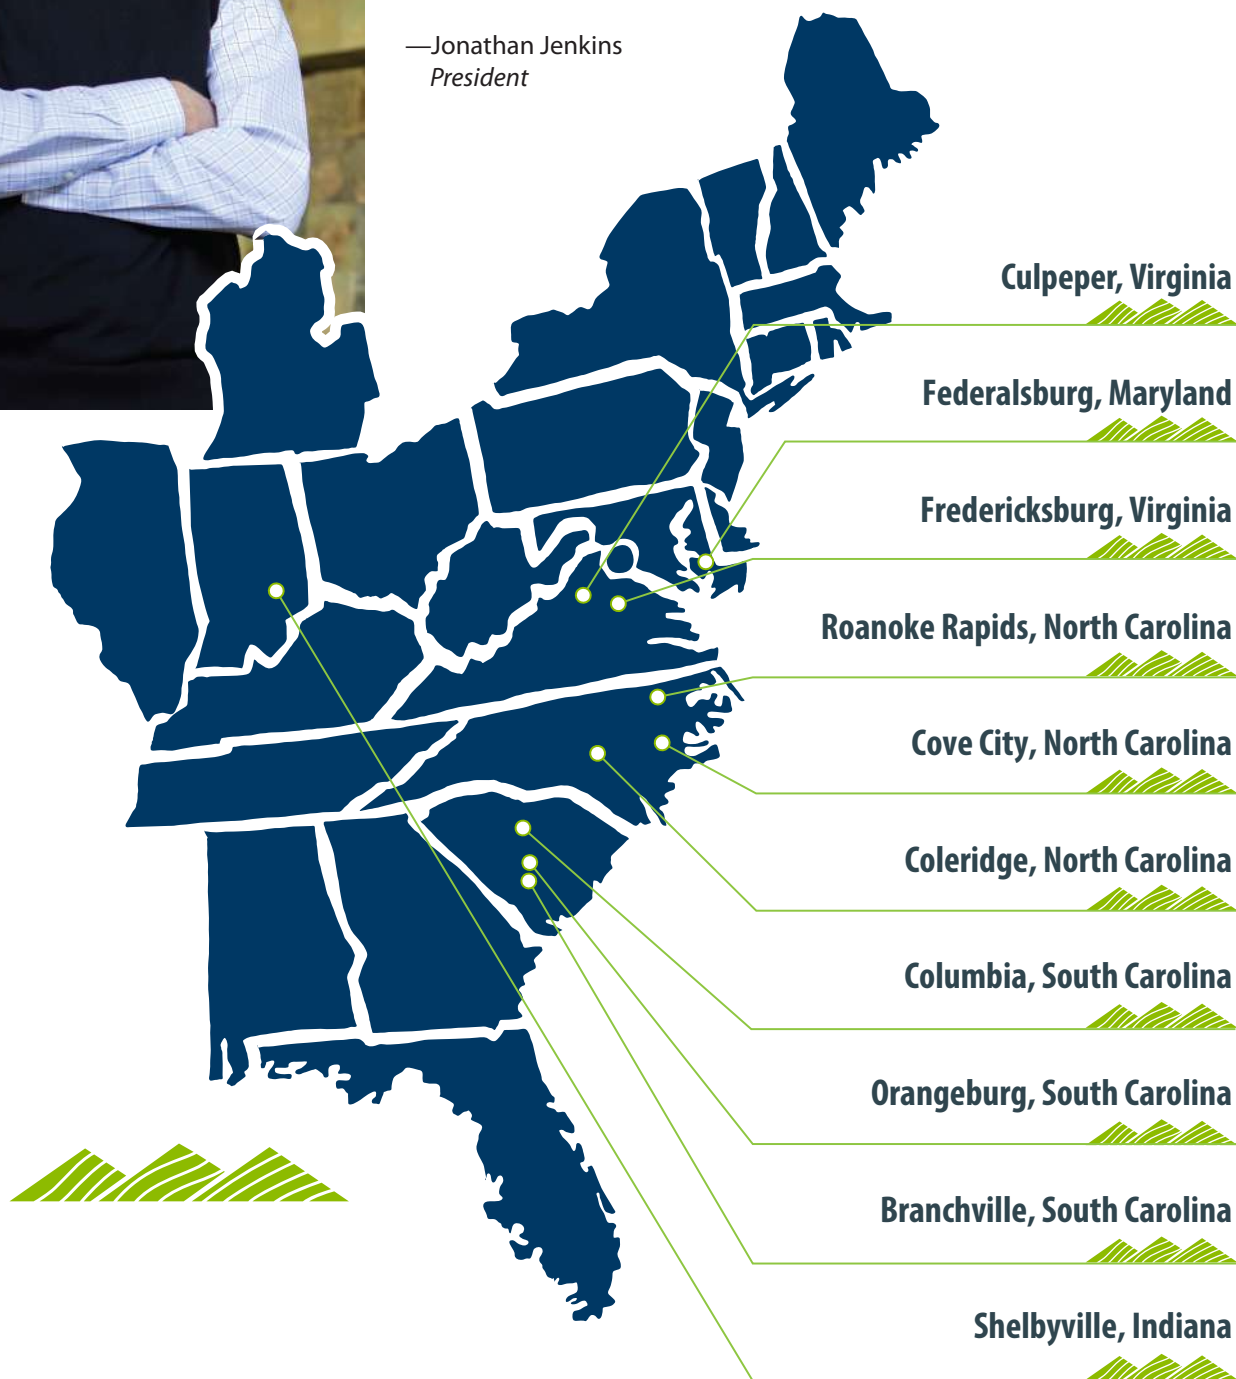 —Jonathan Jenkins
President
Culpeper, Virginia
Federalsburg, Maryland
Fredericksburg, Virginia
Roanoke Rapids, North Carolina
Cove City, North Carolina
Coleridge, North Carolina
Columbia, South Carolina
Orangeburg, South Carolina
Branchville, South Carolina
Shelbyville, Indiana